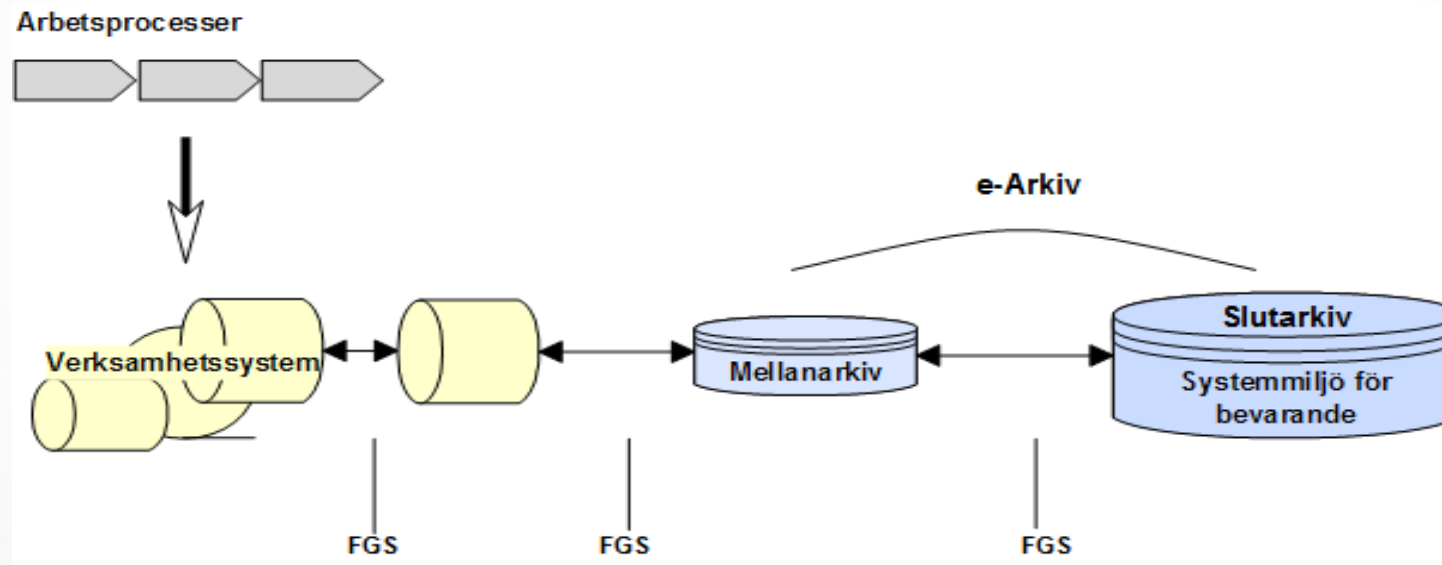 Arbetsprocesser
e-Arkiv
Verksamhetssystem
Mellanarkiv
Slutarkiv
Systemmiljö för
bevarande
FGS
FGS
FGS